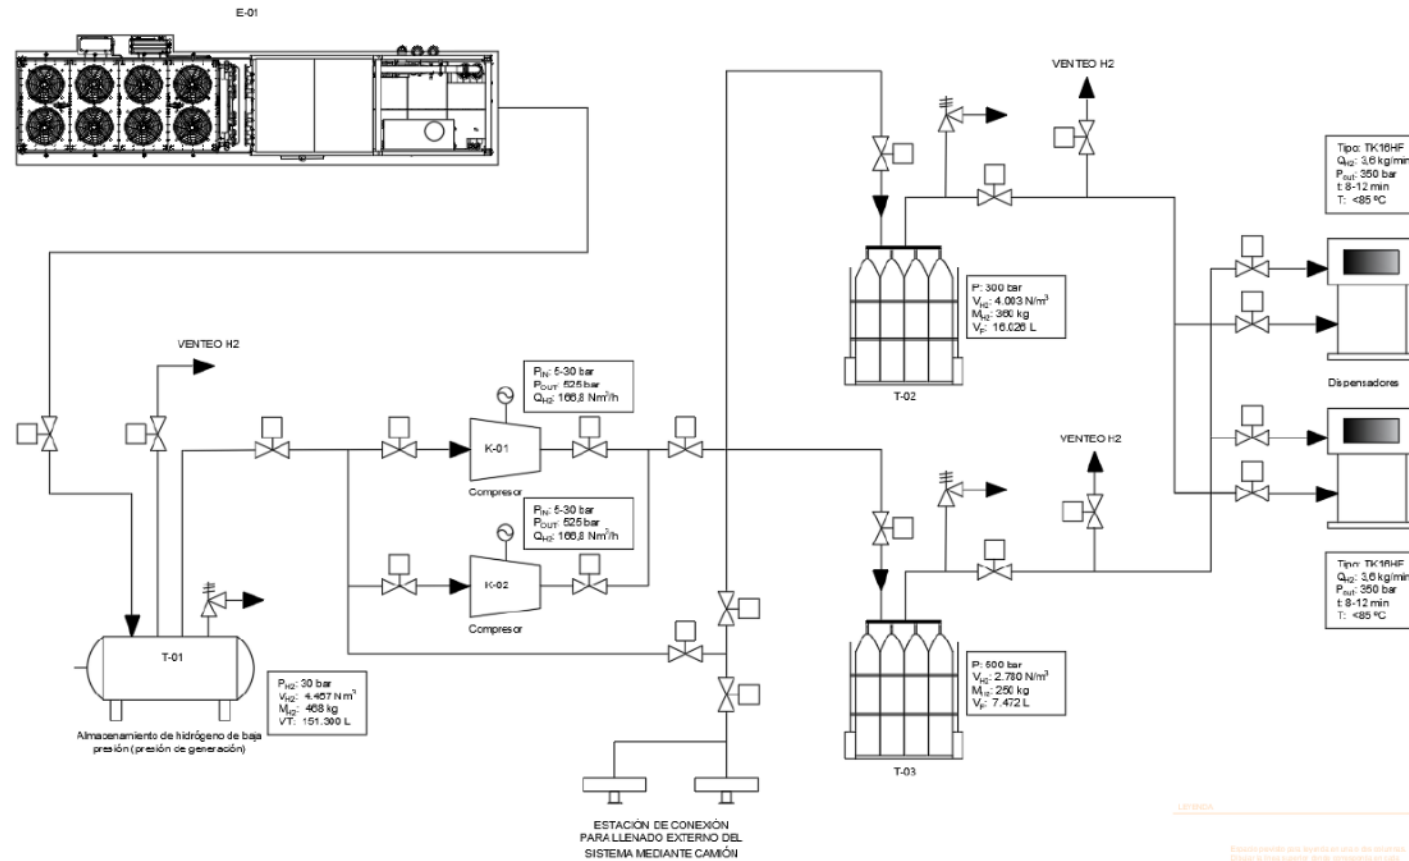 E-01
VENTEO H2
Tipo: TK16HF
Q_H2: 3,6 kg/min
P_out: 350 bar
t: 8-12 min
T: <85 ºC
P: 300 bar
V_H2: 4.003 N/m³
M_H2: 360 kg
V_F: 16.026 L
T-02
Dispensadores
VENTEO H2
P_IN: 5-30 bar
P_OUT: 525 bar
Q_H2: 166,8 Nm³/h
K-01
Compresor
VENTEO H2
P_IN: 5-30 bar
P_OUT: 525 bar
Q_H2: 166,8 Nm³/h
K-02
Compresor
Tipo: TK16HF
Q_H2: 3,6 kg/min
P_out: 350 bar
t: 8-12 min
T: <85 ºC
T-01
P_H2: 30 bar
V_H2: 4.467 Nm³
M_H2: 468 kg
VT: 151.300 L
Almacenamiento de hidrógeno de baja
presión (presión de generación)
P: 500 bar
V_H2: 2.780 N/m³
M_H2: 250 kg
V_F: 7.472 L
T-03
ESTACIÓN DE CONEXIÓN
PARA LLENADO EXTERNO DEL
SISTEMA MEDIANTE CAMIÓN
LEYENDA